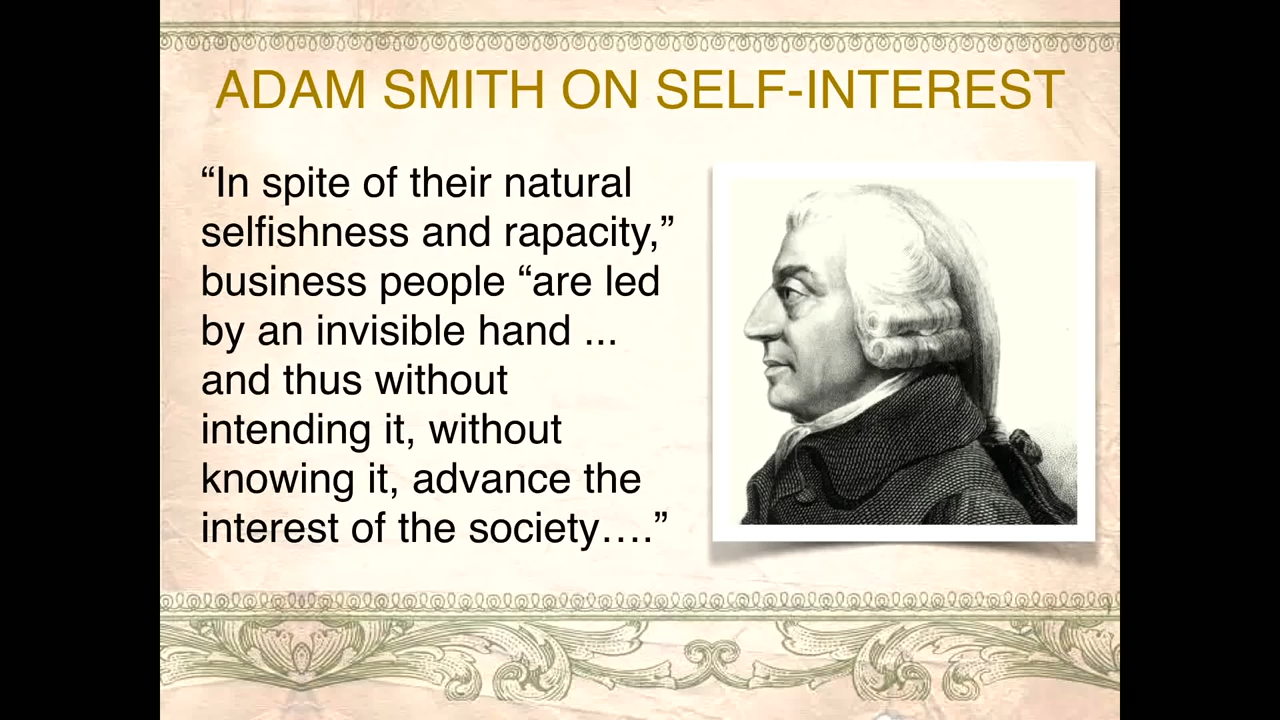 ADAM SMITH ON SELF-INTEREST
“In spite of their natural
selfishness and rapacity,”
business people “are led
by an invisible hand ...
and thus without
intending it, without
knowing it, advance the
interest of the society….”